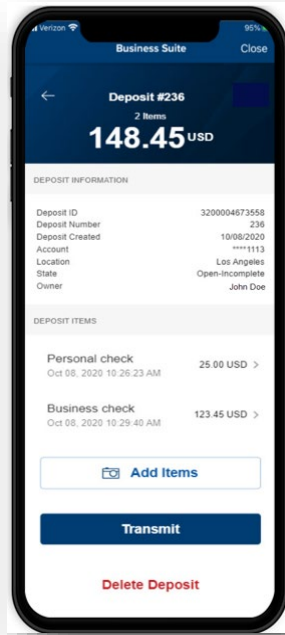 Verizon 95%
Business Suite Close
Deposit #236
2 Items
148.45 USD
DEPOSIT INFORMATION
Deposit ID 3200004673558
Deposit Number 236
Deposit Created 10/08/2020
Account ****1113
Location Los Angeles
State Open-Incomplete
Owner John Doe
DEPOSIT ITEMS
Personal check 25.00 USD >
Oct 08, 2020 10:26:23 AM
Business check 123.45 USD >
Oct 08, 2020 10:29:40 AM
Add Items
Transmit
Delete Deposit